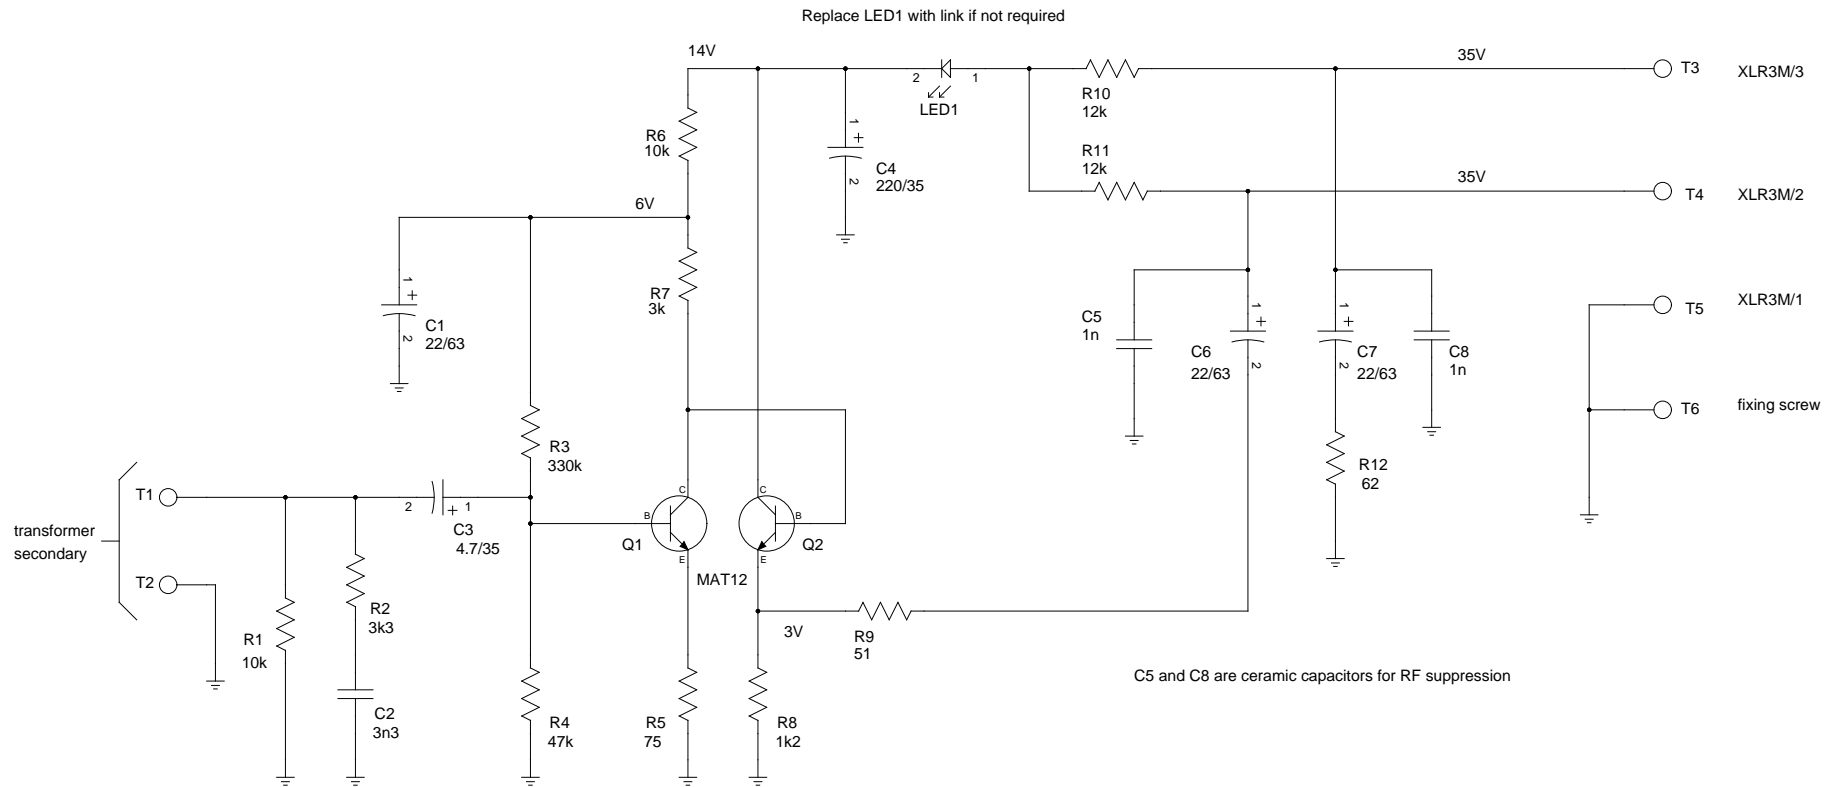 Replace LED1 with link if not required
14V
35V
T3
XLR3M/3
2
1
LED1
R10
12k
1
R6
10k
C4
220/35
2
R11
12k
35V
T4
XLR3M/2
6V
1
C1
22/63
2
R7
3k
C5
1n
1
C6
22/63
2
1
C7
22/63
2
C8
1n
T5
XLR3M/1
T6
fixing screw
R3
330k
R12
62
transformer
secondary
T1
T2
2
1
C3
4.7/35
C
B
E
Q1
C
B
E
Q2
MAT12
R1
10k
R2
3k3
C2
3n3
R4
47k
R5
75
3V
R8
1k2
R9
51
C5 and C8 are ceramic capacitors for RF suppression